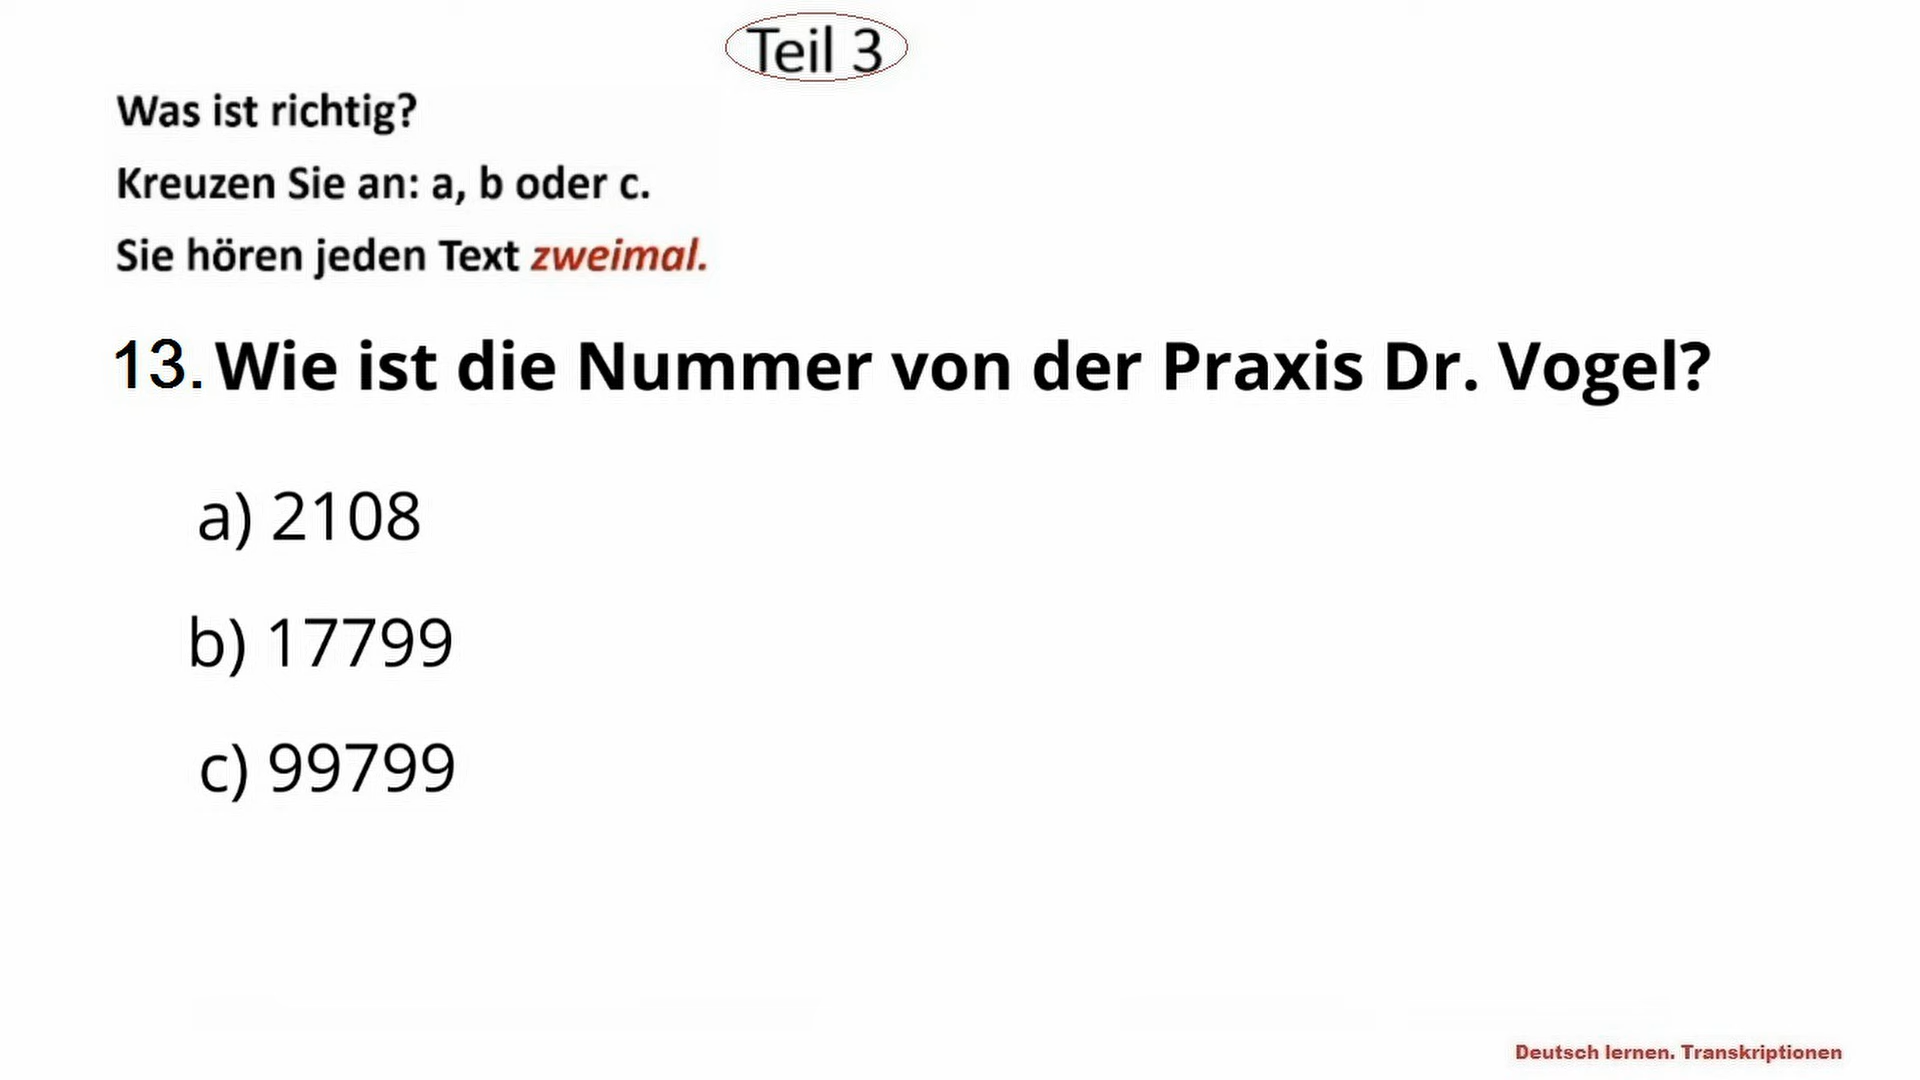 Teil 3
Was ist richtig?
Kreuzen Sie an: a, b oder c.
Sie hören jeden Text zweimal.
13. Wie ist die Nummer von der Praxis Dr. Vogel?
a) 2108
b) 17799
c) 99799
Deutsch lernen. Transkriptionen